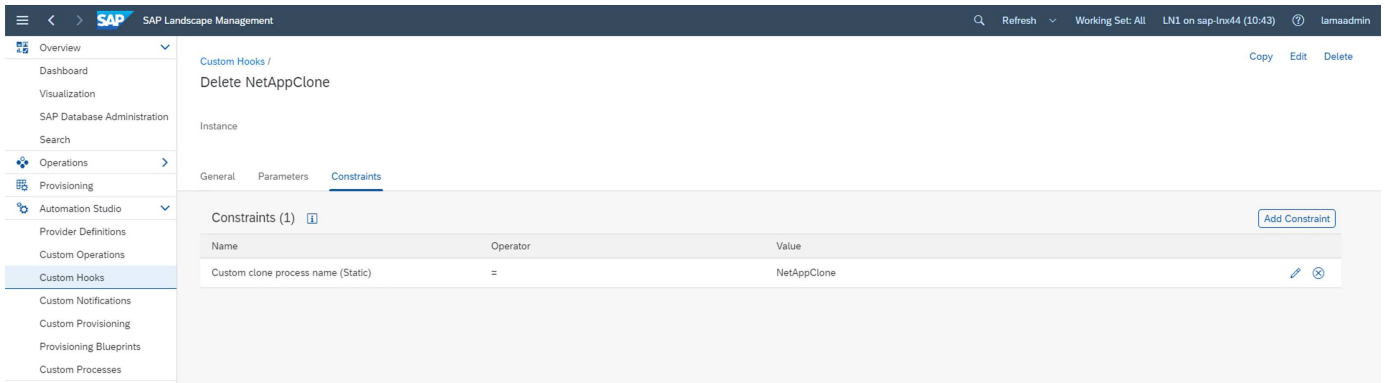 SAP SAP Landscape Management Refresh Working Set: All LN1 on sap-lnx44 (10:43) lamaadmin
Overview
Dashboard
Visualization
SAP Database Administration
Search
Operations
Provisioning
Automation Studio
Provider Definitions
Custom Operations
Custom Hooks
Custom Notifications
Custom Provisioning
Provisioning Blueprints
Custom Processes
Custom Hooks / Copy Edit Delete
Delete NetAppClone
Instance
General Parameters Constraints
Constraints (1) Add Constraint
Name Operator Value
Custom clone process name (Static) = NetAppClone